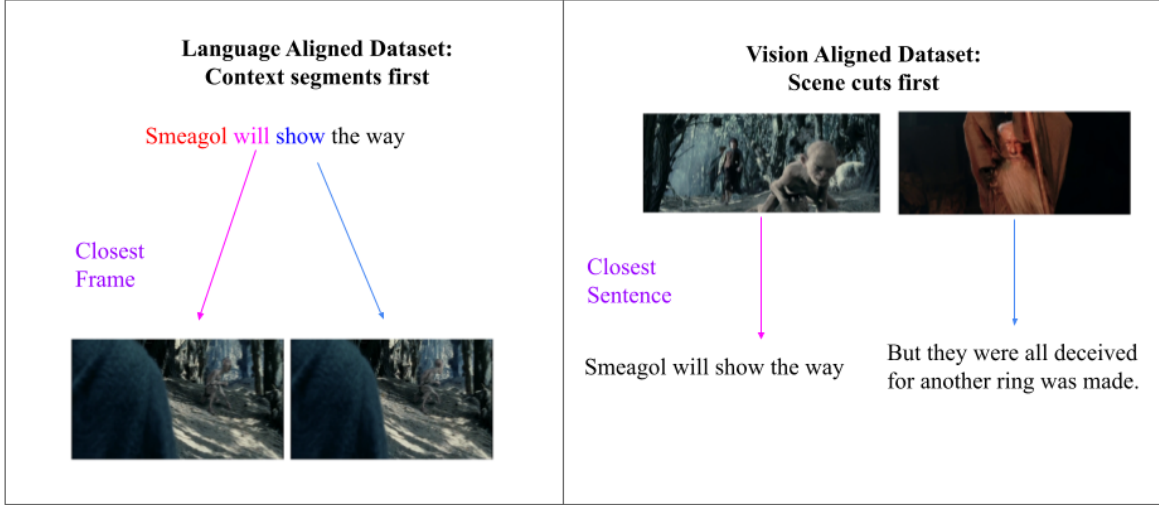 Language Aligned Dataset:
Context segments first
Smeagol will show the way
Closest
Frame
Vision Aligned Dataset:
Scene cuts first
Closest
Sentence
Smeagol will show the way
But they were all deceived
for another ring was made.